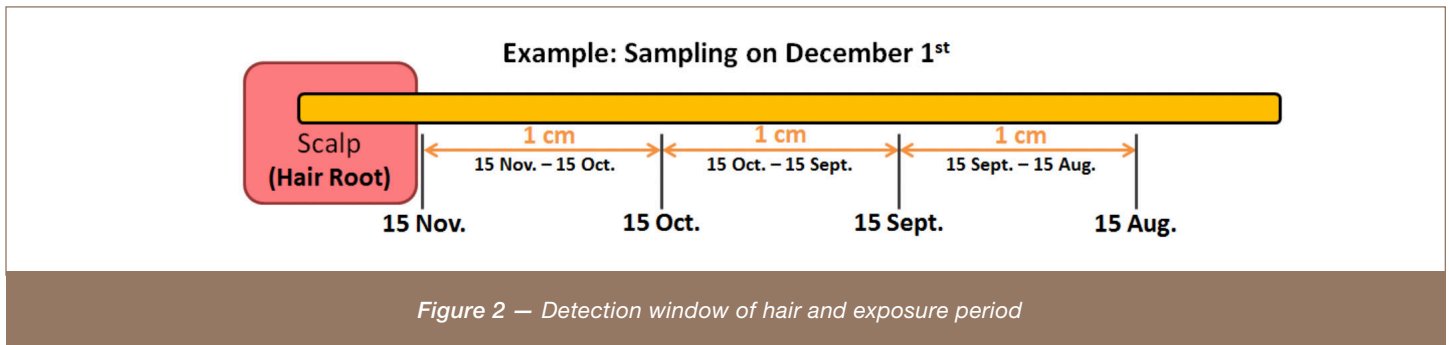 Example: Sampling on December 1st
Scalp
(Hair Root)
1 cm
1 cm
1 cm
15 Nov. – 15 Oct.
15 Oct. – 15 Sept.
15 Sept. – 15 Aug.
15 Nov.
15 Oct.
15 Sept.
15 Aug.
Figure 2 — Detection window of hair and exposure period